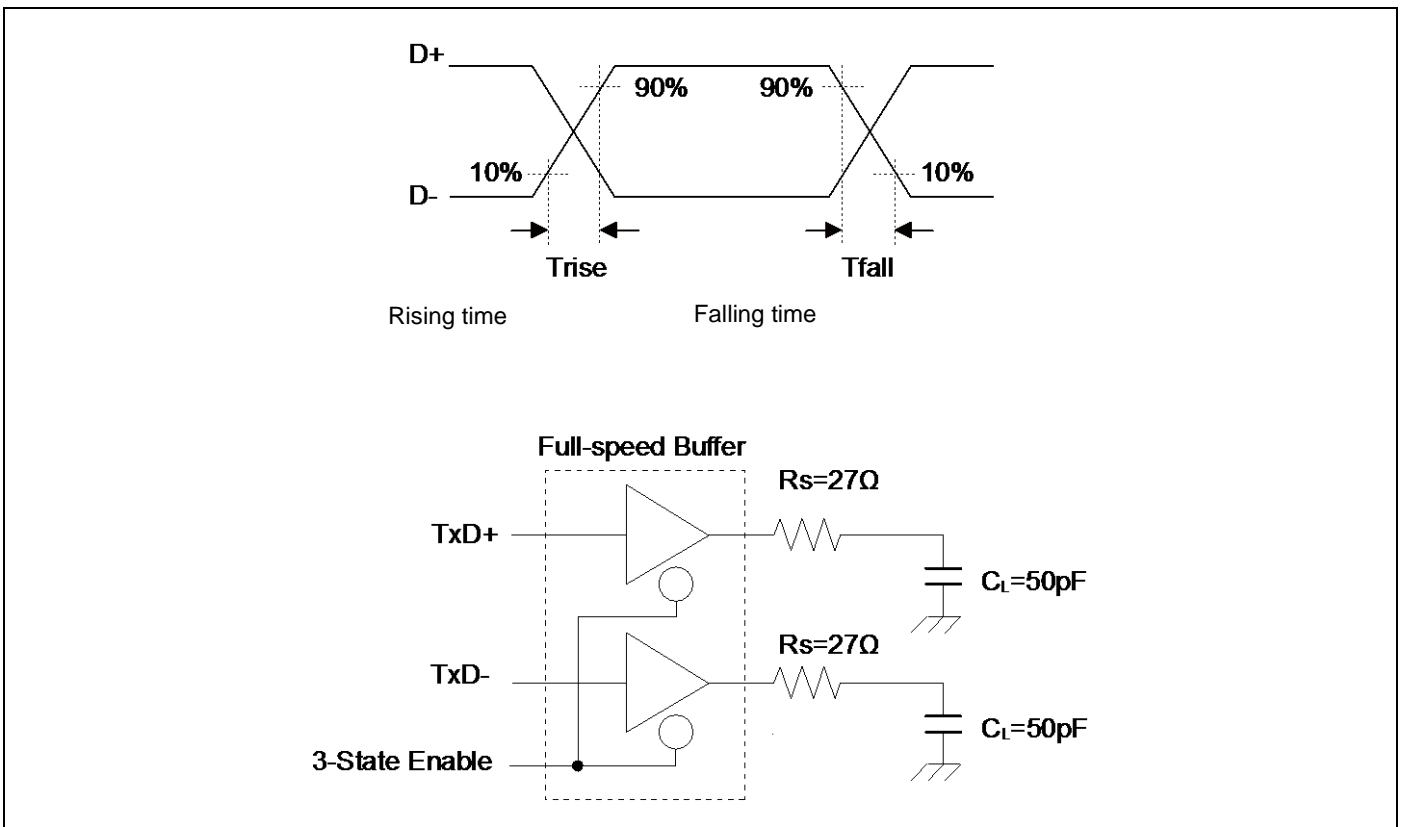 D+
90%
90%
10%
10%
D-
Trise
Tfall
Rising time
Falling time
Full-speed Buffer
Rs=27Ω
TxD+
CL=50pF
Rs=27Ω
TxD-
CL=50pF
3-State Enable